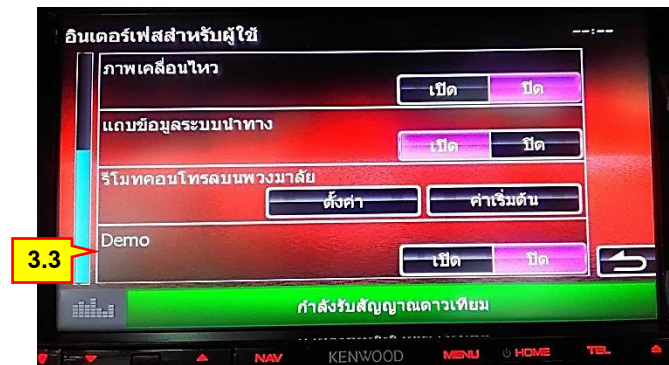 อินเตอร์เฟสสำหรับผู้ใช้ --:--
ภาพเคลื่อนไหว
เปิด ปิด
แถบข้อมูลระบบนำทาง
เปิด ปิด
รีโมทคอนโทรลบนพวงมาลัย
ตั้งค่า ค่าเริ่มต้น
Demo
3.3
เปิด ปิด
กำลังรับสัญญาณดาวเทียม
NAV KENWOOD MENU HOME TEL